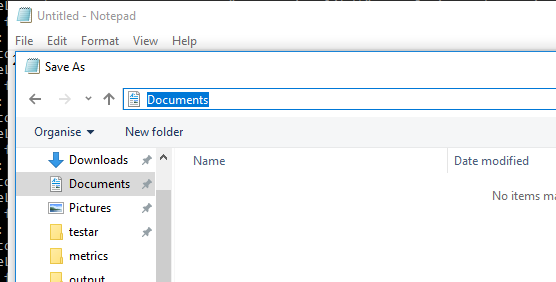 Untitled - Notepad
File Edit Format View Help
Save As
Documents
Organise New folder
Downloads
Documents
Pictures
testar
metrics
output
Name Date modified
No items